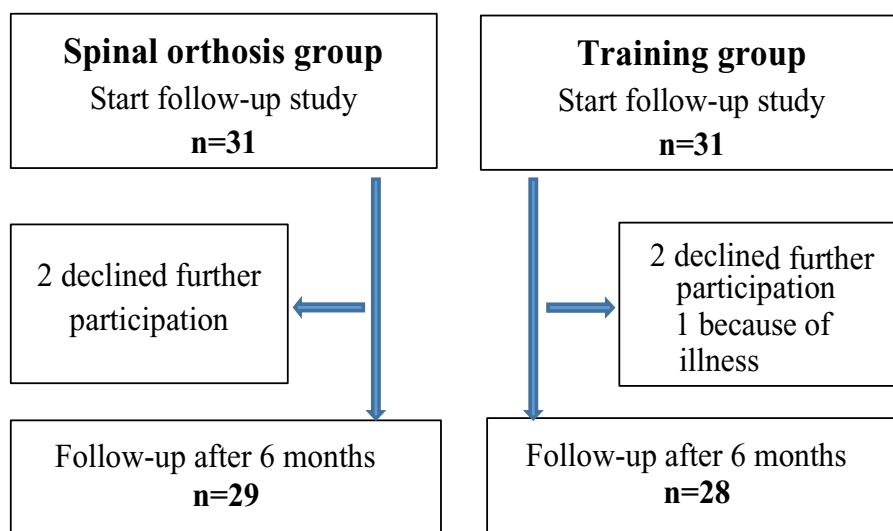 Spinal orthosis group
Start follow-up study
n=31
Training group
Start follow-up study
n=31
2 declined further
participation
2 declined further
participation
1 because of
illness
Follow-up after 6 months
n=29
Follow-up after 6 months
n=28